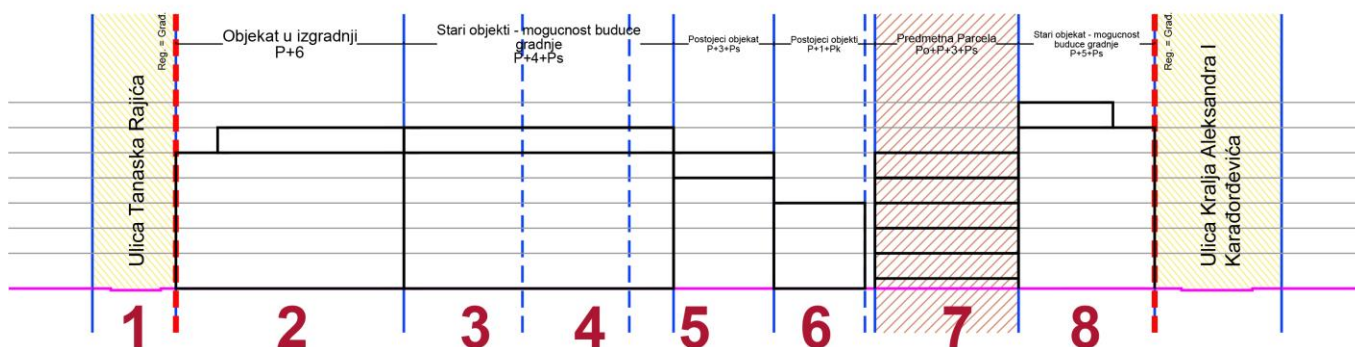 Ulica Tanaska Rajića
Reg. = Građ.
Objekat u izgradnji
P+6
Stari objekti - mogucnost buduce
gradnje
P+4+Ps
Postojeci objekat
P+3+Ps
Postojeci objekti
P+1+Pk
Predmetna Parcela
Po+P+3+Ps
Stari objekat - mogucnost
buduce gradnje
P+5+Ps
Reg. = Građ.
Ulica Kralja Aleksandra I
Karađorđevića
1 2 3 4 5 6 7 8